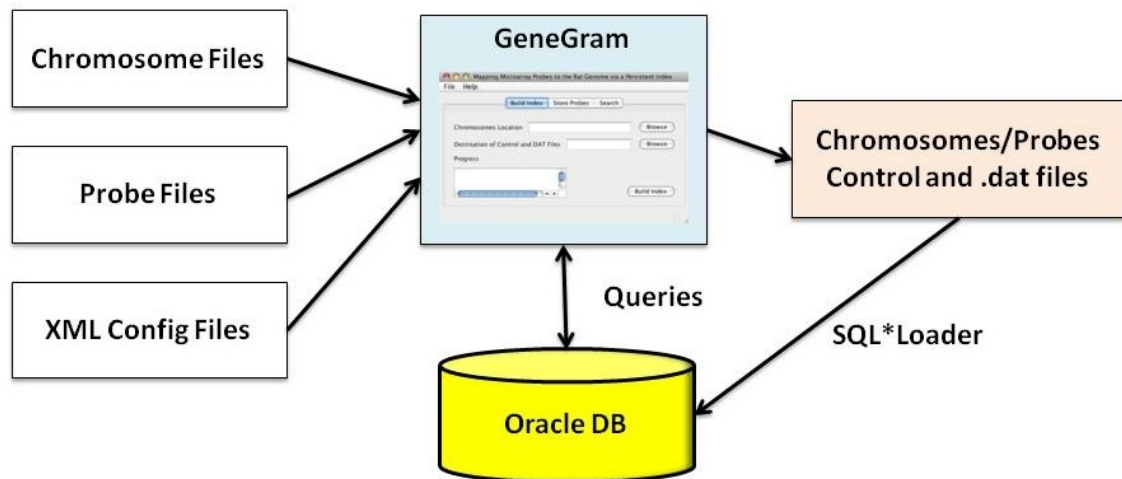 Chromosome Files
Probe Files
XML Config Files
GeneGram
Mapping Microarray Probes to the Rat Genome via a Persistent Index
File Help
Build Index Store Probes Search
Chromosomes Location Browse
Destination of Control and DAT Files Browse
Progress
Build Index
Chromosomes/Probes
Control and .dat files
Queries
SQL*Loader
Oracle DB